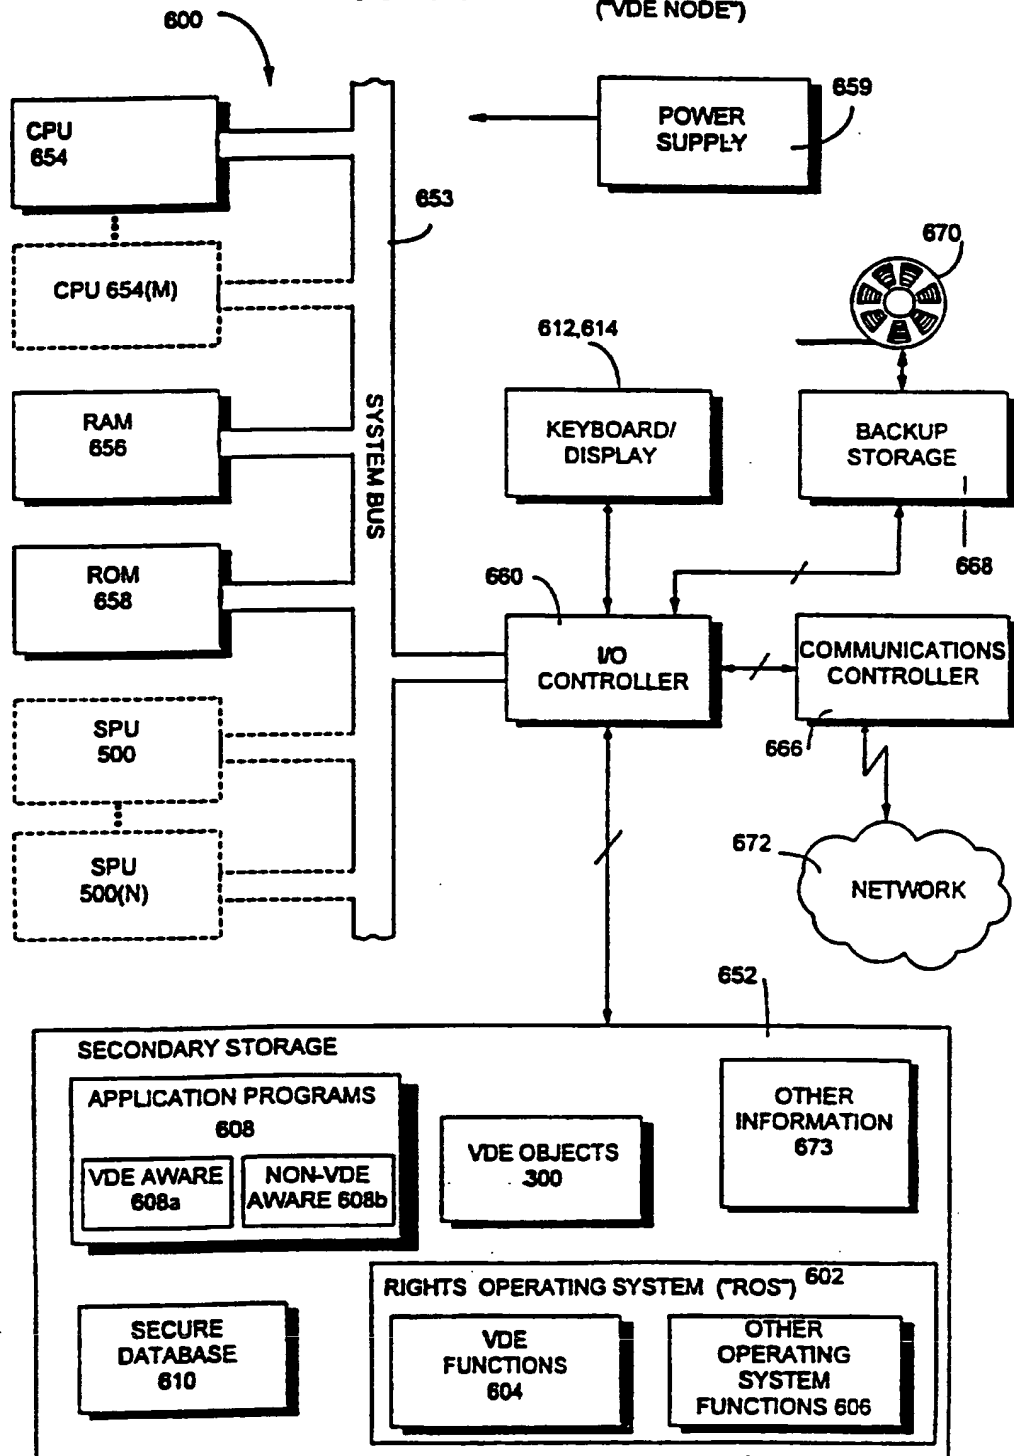 ("VDE NODE")
600
CPU
654
POWER
SUPPLY
659
653
CPU 654(M)
670
612,614
RAM
656
SYSTEM BUS
KEYBOARD/
DISPLAY
BACKUP
STORAGE
668
ROM
658
660
I/O
CONTROLLER
COMMUNICATIONS
CONTROLLER
666
SPU
500
SPU
500(N)
672
NETWORK
652
SECONDARY STORAGE
APPLICATION PROGRAMS
608
VDE AWARE
608a
NON-VDE
AWARE 608b
VDE OBJECTS
300
OTHER
INFORMATION
673
RIGHTS OPERATING SYSTEM ("ROS") 602
SECURE
DATABASE
610
VDE
FUNCTIONS
604
OTHER
OPERATING
SYSTEM
FUNCTIONS 606